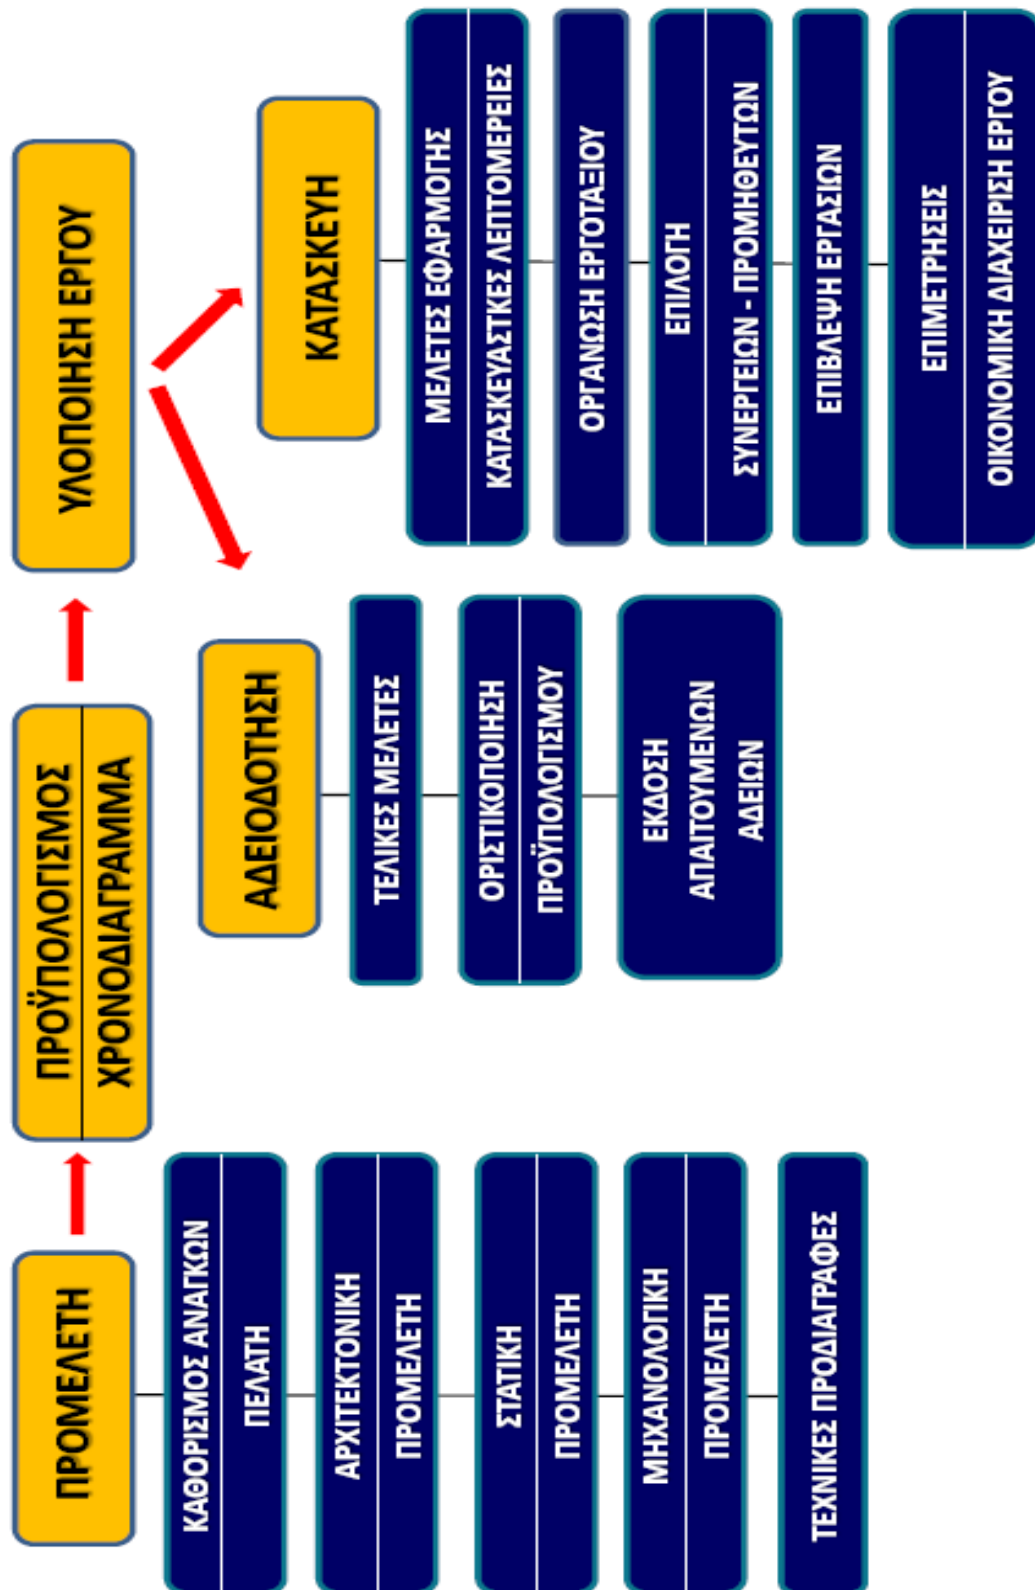 ΠΡΟΜΕΛΕΤΗ
ΚΑΘΟΡΙΣΜΟΣ ΑΝΑΓΚΩΝ
ΠΕΛΑΤΗ
ΑΡΧΙΤΕΚΤΟΝΙΚΗ
ΠΡΟΜΕΛΕΤΗ
ΣΤΑΤΙΚΗ
ΠΡΟΜΕΛΕΤΗ
ΜΗΧΑΝΟΛΟΓΙΚΗ
ΠΡΟΜΕΛΕΤΗ
ΤΕΧΝΙΚΕΣ ΠΡΟΔΙΑΓΡΑΦΕΣ
ΠΡΟΫΠΟΛΟΓΙΣΜΟΣ
ΧΡΟΝΟΔΙΑΓΡΑΜΜΑ
ΥΛΟΠΟΙΗΣΗ ΕΡΓΟΥ
ΑΔΕΙΟΔΟΤΗΣΗ
ΤΕΛΙΚΕΣ ΜΕΛΕΤΕΣ
ΟΡΙΣΤΙΚΟΠΟΙΗΣΗ
ΠΡΟΫΠΟΛΟΓΙΣΜΟΥ
ΕΚΔΟΣΗ
ΑΠΑΙΤΟΥΜΕΝΩΝ
ΑΔΕΙΩΝ
ΚΑΤΑΣΚΕΥΗ
ΜΕΛΕΤΕΣ ΕΦΑΡΜΟΓΗΣ
ΚΑΤΑΣΚΕΥΑΣΤΚΕΣ ΛΕΠΤΟΜΕΡΕΙΕΣ
ΟΡΓΑΝΩΣΗ ΕΡΓΟΤΑΞΙΟΥ
ΕΠΙΛΟΓΗ
ΣΥΝΕΡΓΕΙΩΝ - ΠΡΟΜΗΘΕΥΤΩΝ
ΕΠΙΒΛΕΨΗ ΕΡΓΑΣΙΩΝ
ΕΠΙΜΕΤΡΗΣΕΙΣ
ΟΙΚΟΝΟΜΙΚΗ ΔΙΑΧΕΙΡΙΣΗ ΕΡΓΟΥ